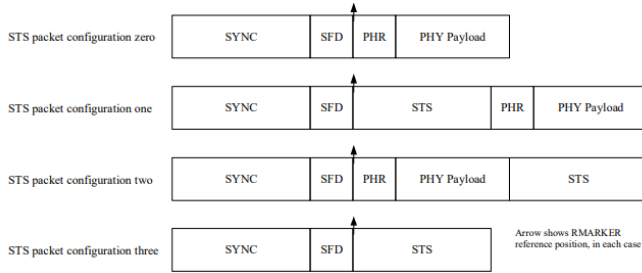 STS packet configuration zero SYNC SFD PHR PHY Payload
STS packet configuration one SYNC SFD STS PHR PHY Payload
STS packet configuration two SYNC SFD PHR PHY Payload STS
STS packet configuration three SYNC SFD STS
Arrow shows RMARKER
reference position, in each case